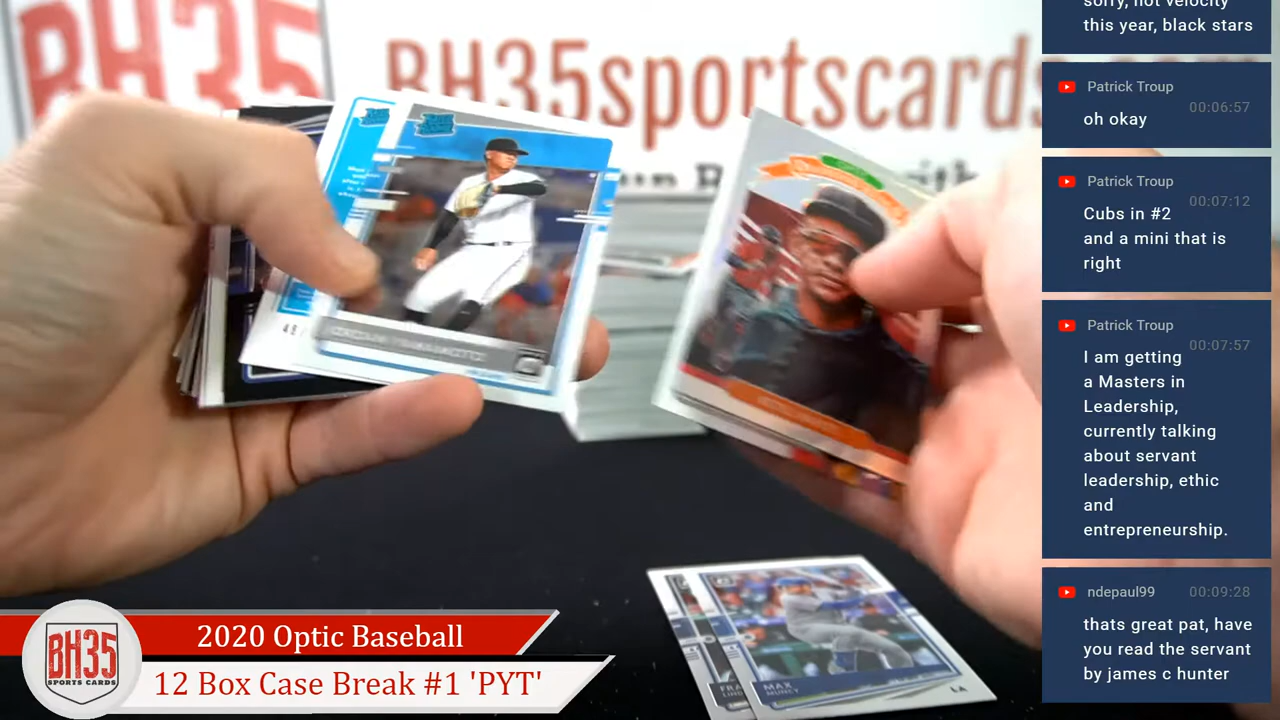 BH35
BH35sportscards.
2020 Optic Baseball
12 Box Case Break #1 'PYT'
BH35
SPORTS CARDS
MAX
MUNCY
LA
sorry, not velocity
this year, black stars
Patrick Troup
00:06:57
oh okay
Patrick Troup
00:07:12
Cubs in #2
and a mini that is
right
Patrick Troup
00:07:57
I am getting
a Masters in
Leadership,
currently talking
about servant
leadership, ethic
and
entrepreneurship.
ndepaul99
00:09:28
thats great pat, have
you read the servant
by james c hunter